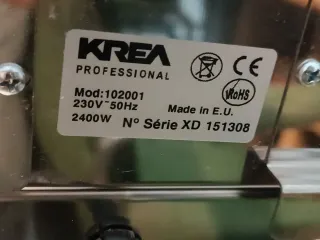 KREA
PROFESSIONAL
CE
RoHS
Mod:102001
230V~50Hz
Made in E.U.
2400W
Nº Série XD 151308